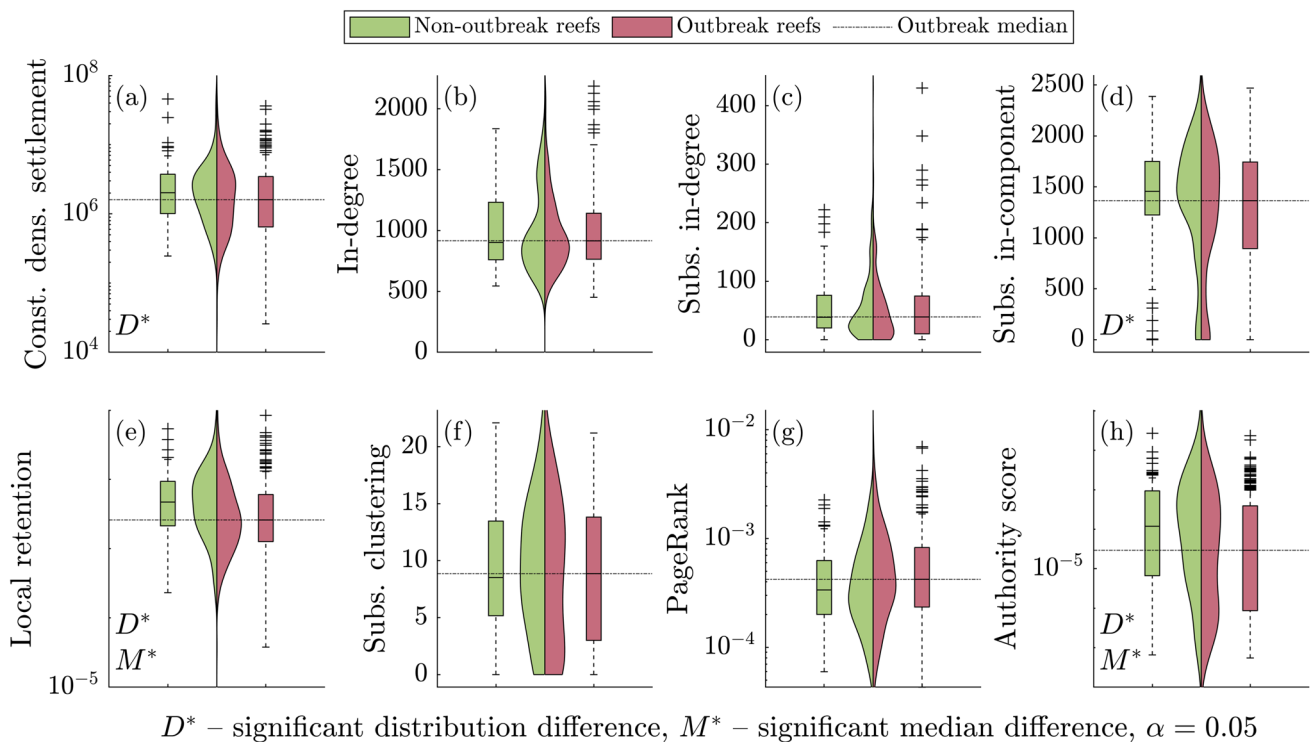 Non-outbreak reefs Outbreak reefs Outbreak median
(a) (b) (c) (d)
Const. dens. settlement
10^8
10^6
10^4
D*
In-degree
2000
1500
1000
500
0
Subs. in-degree
400
300
200
100
0
Subs. in-component
2500
2000
1500
1000
500
0
D*
(e) (f) (g) (h)
Local retention
10^-5
D*
M*
Subs. clustering
20
15
10
5
0
PageRank
10^-2
10^-3
10^-4
Authority score
10^-5
D*
M*
D* – significant distribution difference, M* – significant median difference, α = 0.05